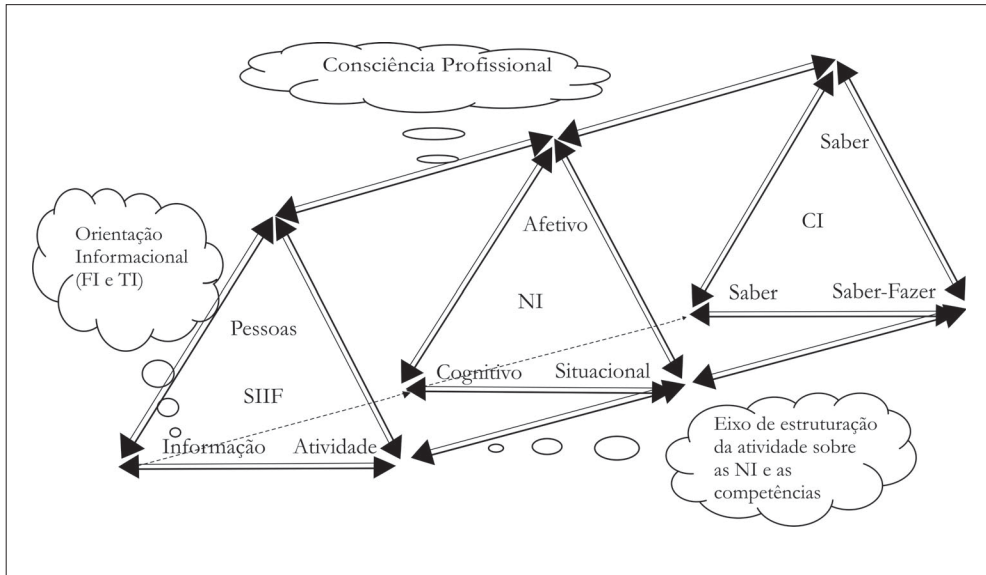 Consciência Profissional
Orientação
Informacional
(FI e TI)
Pessoas
SIIF
Informação
Atividade
Afetivo
NI
Cognitivo
Situacional
Saber
CI
Saber
Saber-Fazer
Eixo de estruturação
da atividade sobre
as NI e as
competências